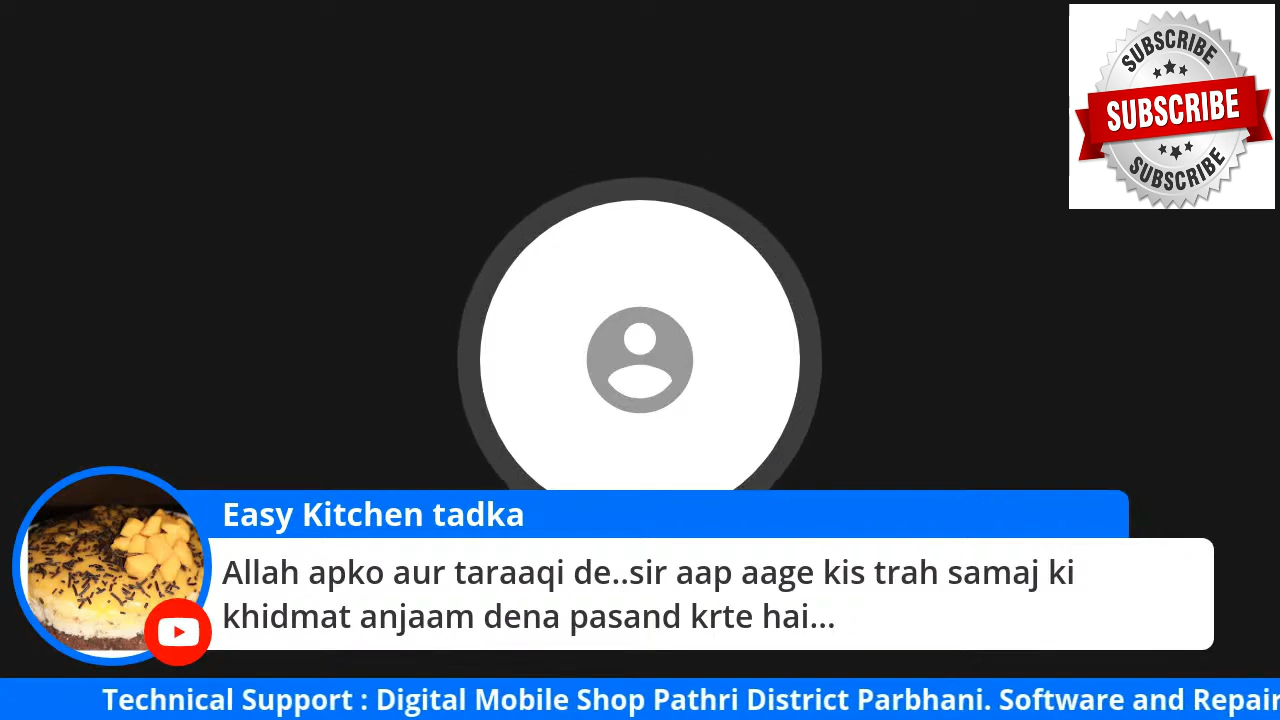 SUBSCRIBE
SUBSCRIBE
SUBSCRIBE
Easy Kitchen tadka
Allah apko aur taraaqi de..sir aap aage kis trah samaj ki
khidmat anjaam dena pasand krte hai...
Technical Support : Digital Mobile Shop Pathri District Parbhani. Software and Repair